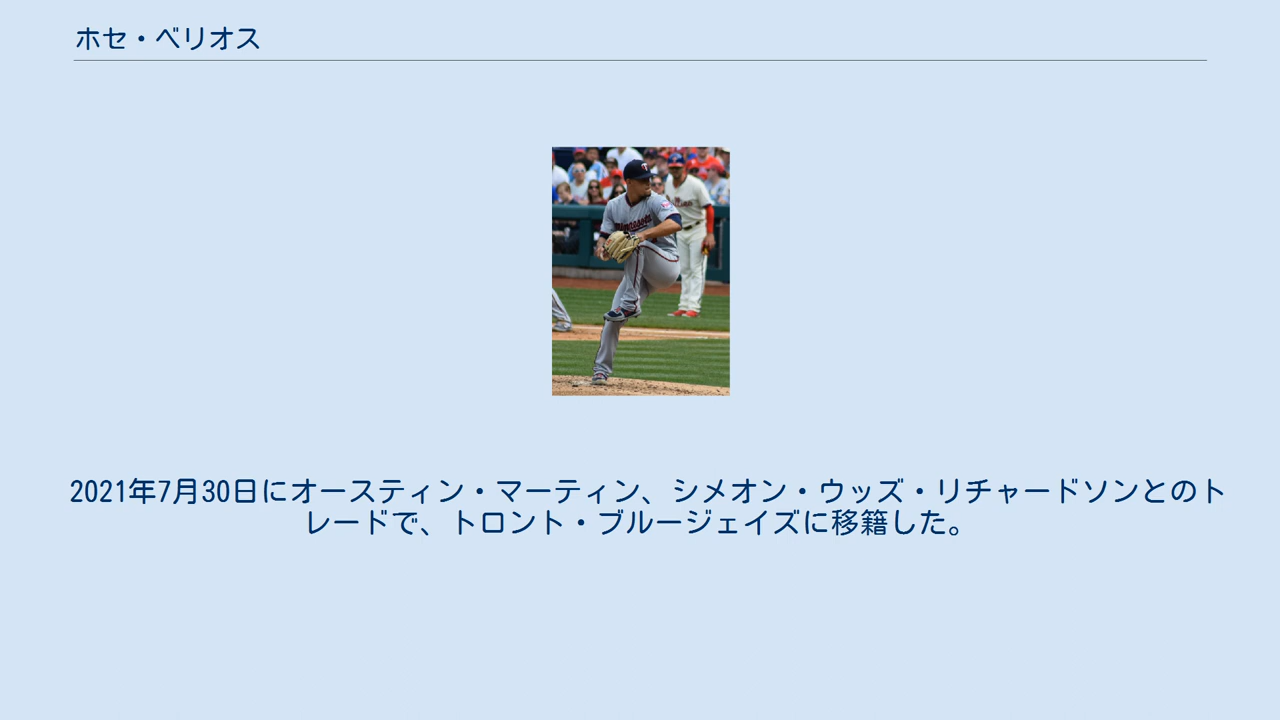 ホセ・ベリオス
2021年7月30日にオースティン・マーティン、シメオン・ウッズ・リチャードソンとのト
レードで、トロント・ブルージェイズに移籍した。